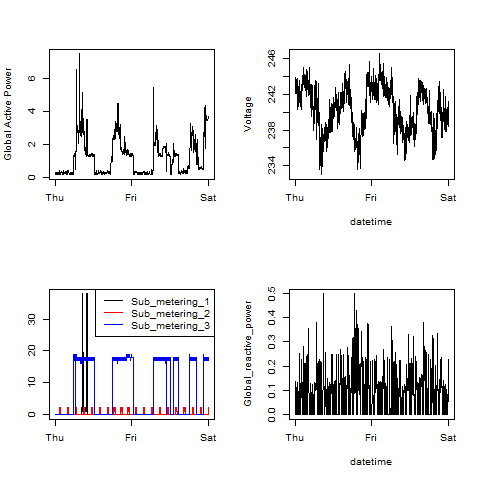 Global Active Power
6
4
2
0
Thu Fri Sat
Voltage
246
242
238
234
Thu Fri Sat
datetime
30
20
10
0
Sub_metering_1
Sub_metering_2
Sub_metering_3
Thu Fri Sat
Global_reactive_power
0.5
0.4
0.3
0.2
0.1
0.0
Thu Fri Sat
datetime